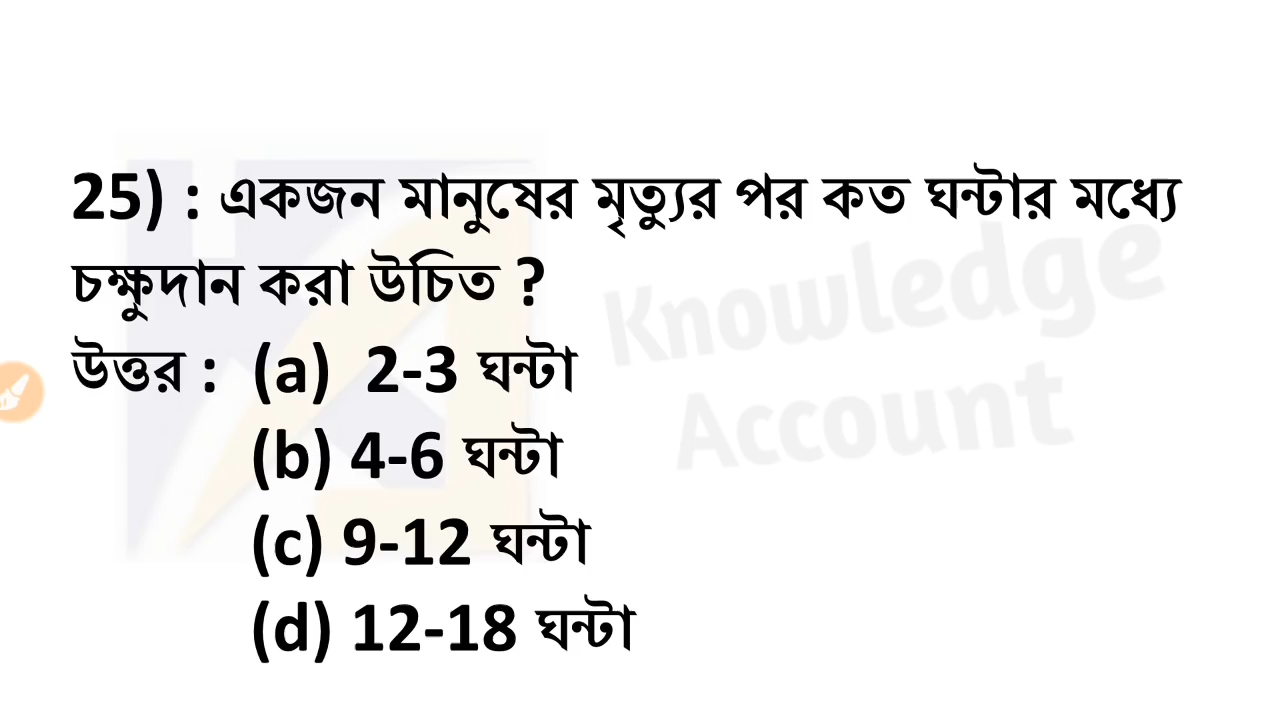 25) : একজন মানুষের মৃত্যুর পর কত ঘন্টার মধ্যে
চক্ষুদান করা উচিত ?
উত্তর : (a) 2-3 ঘন্টা
(b) 4-6 ঘন্টা
(c) 9-12 ঘন্টা
(d) 12-18 ঘন্টা
Knowledge
Account